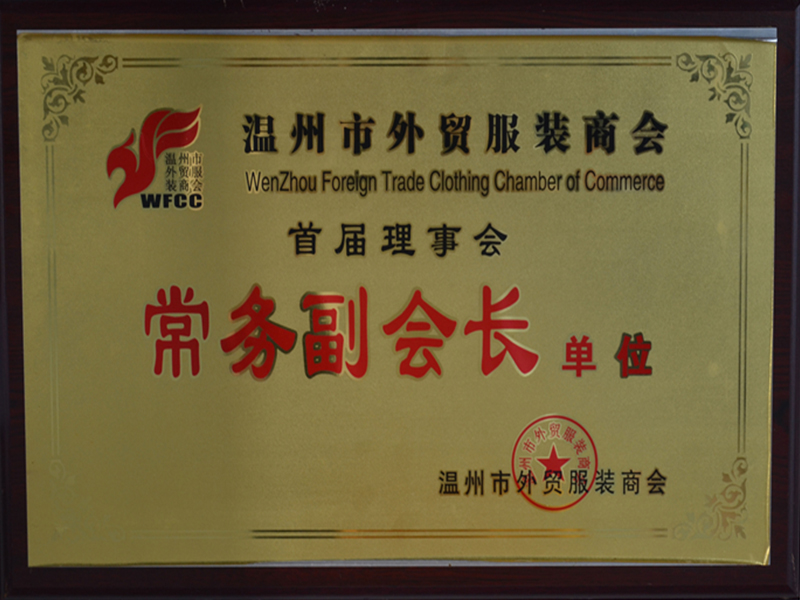 温州市外贸服装商会
WenZhou Foreign Trade Clothing Chamber of Commerce
温州市
外贸服
装商会
WFCC
首届理事会
常务副会长单位
温州市外贸服装商会
温州市外贸服装商会